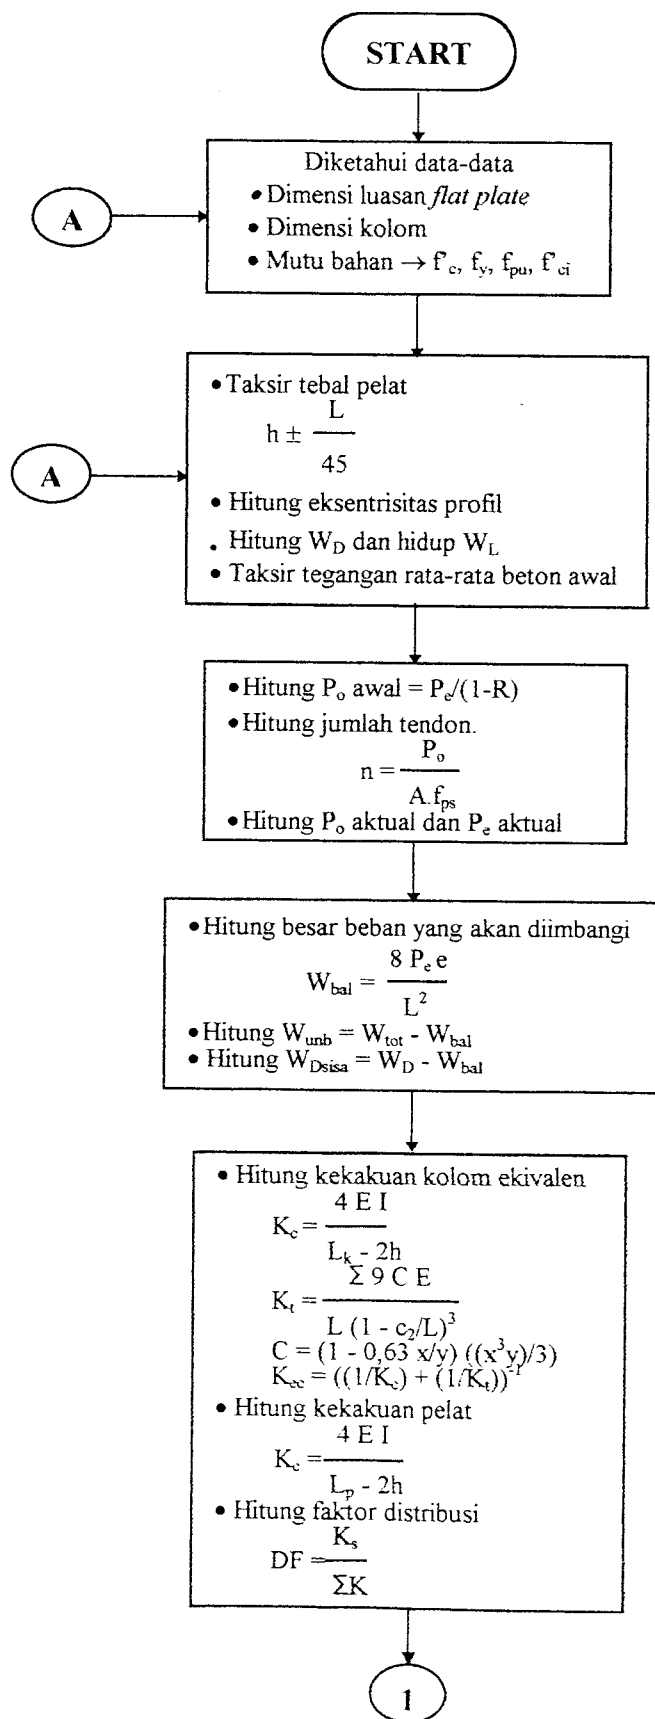 START
Diketahui data-data
• Dimensi luasan flat plate
A
• Dimensi kolom
• Mutu bahan → f'c, fy, fpu, f'ci
• Taksir tebal pelat
h ± L
45
A
• Hitung eksentrisitas profil
. Hitung WD dan hidup WL
• Taksir tegangan rata-rata beton awal
• Hitung Po awal = Pe/(1-R)
• Hitung jumlah tendon.
n = Po
A.fps
• Hitung Po aktual dan Pe aktual
• Hitung besar beban yang akan diimbangi
Wbal = 8 Pe e
L²
• Hitung Wunb = Wtot - Wbal
• Hitung WDsisa = WD - Wbal
• Hitung kekakuan kolom ekivalen
Kc = 4 E I
Lk - 2h
Kt = Σ 9 C E
L (1 - c2/L)³
C = (1 - 0,63 x/y) ((x³y)/3)
Kec = ((1/Kc) + (1/Kt))⁻¹
• Hitung kekakuan pelat
Kc = 4 E I
Lp - 2h
• Hitung faktor distribusi
DF = Ks
ΣK
1